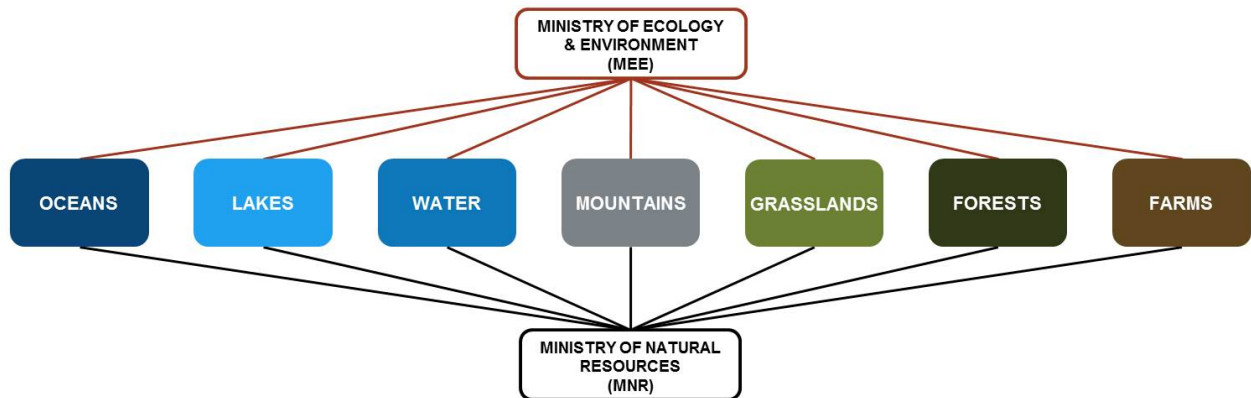 MINISTRY OF ECOLOGY
& ENVIRONMENT
(MEE)
OCEANS
LAKES
WATER
MOUNTAINS
GRASSLANDS
FORESTS
FARMS
MINISTRY OF NATURAL
RESOURCES
(MNR)